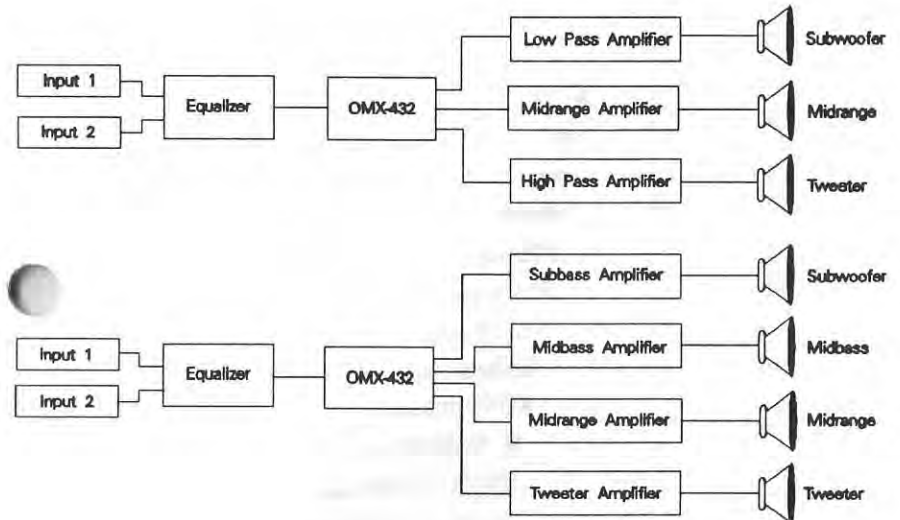 Low Pass Amplifier
Subwoofer
Input 1
Equalizer
OMX-432
Midrange Amplifier
Midrange
Input 2
High Pass Amplifier
Tweeter
Subbass Amplifier
Subwoofer
Input 1
Midbass Amplifier
Midbass
Equalizer
OMX-432
Input 2
Midrange Amplifier
Midrange
Tweeter Amplifier
Tweeter